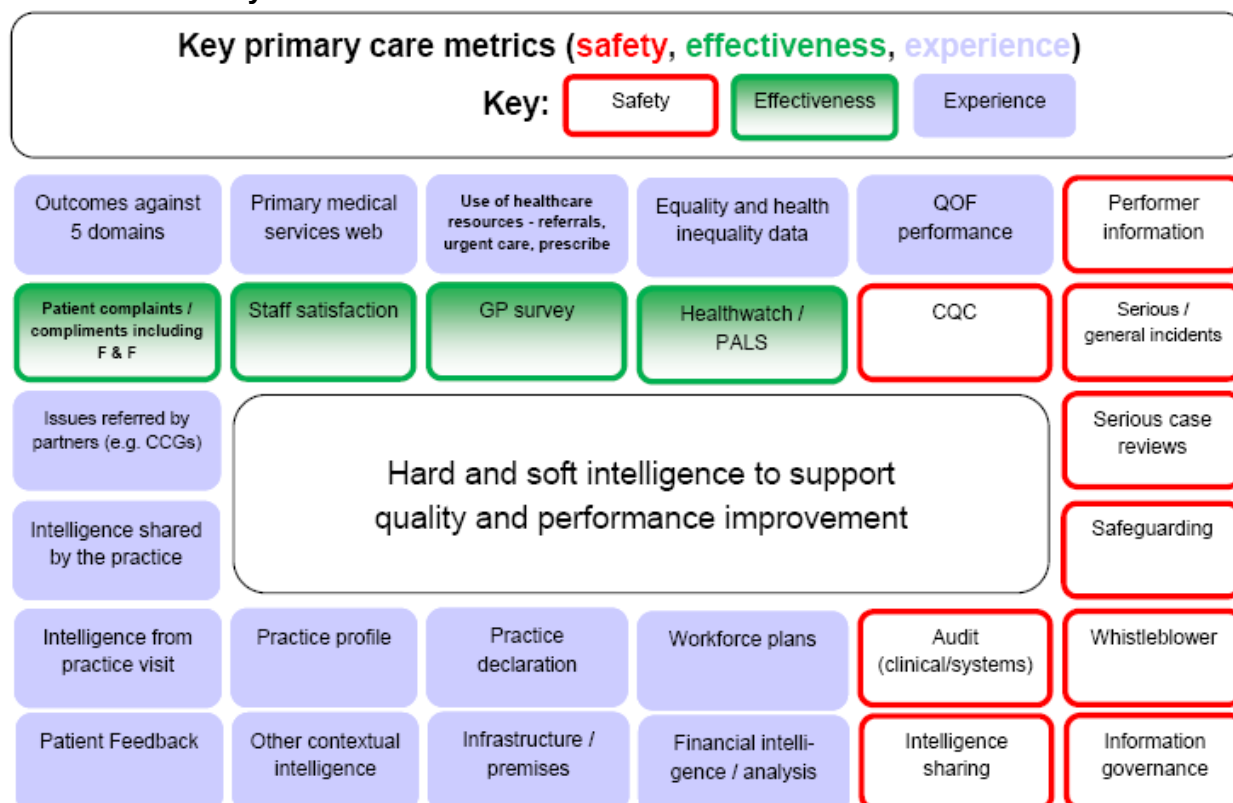 Key primary care metrics (safety, effectiveness, experience)
Key:
Safety
Effectiveness
Experience
Outcomes against
5 domains
Primary medical
services web
Use of healthcare
resources - referrals,
urgent care, prescribe
Equality and health
inequality data
QOF
performance
Performer
information
Patient complaints /
compliments including
F & F
Staff satisfaction
GP survey
Healthwatch /
PALS
CQC
Serious /
general incidents
Issues referred by
partners (e.g. CCGs)
Hard and soft intelligence to support
quality and performance improvement
Serious case
reviews
Intelligence shared
by the practice
Safeguarding
Intelligence from
practice visit
Practice profile
Practice
declaration
Workforce plans
Audit
(clinical/systems)
Whistleblower
Patient Feedback
Other contextual
intelligence
Infrastructure /
premises
Financial intelli-
gence / analysis
Intelligence
sharing
Information
governance